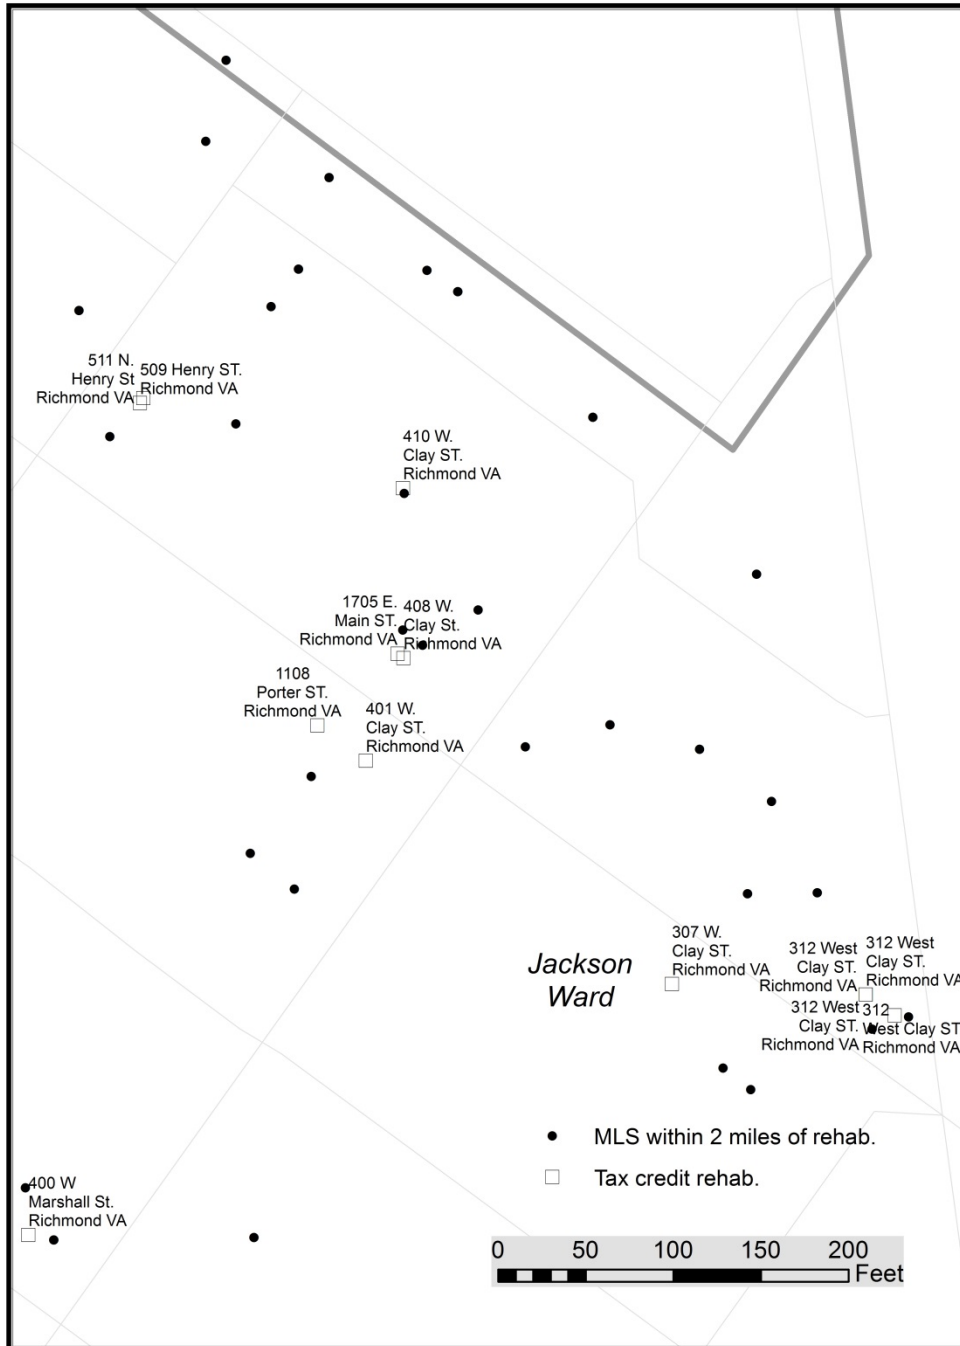 511 N.
Henry St
Richmond VA
509 Henry ST.
Richmond VA
410 W.
Clay ST.
Richmond VA
1705 E.
Main ST.
Richmond VA
408 W.
Clay St.
Richmond VA
1108
Porter ST.
Richmond VA
401 W.
Clay ST.
Richmond VA
307 W.
Clay ST.
Richmond VA
Jackson
Ward
312 West
Clay ST.
Richmond VA
312 West
Clay ST.
Richmond VA
312 West
Clay ST.
Richmond VA
312
West Clay ST
Richmond VA
MLS within 2 miles of rehab.
Tax credit rehab.
400 W
Marshall St.
Richmond VA
0 50 100 150 200
Feet